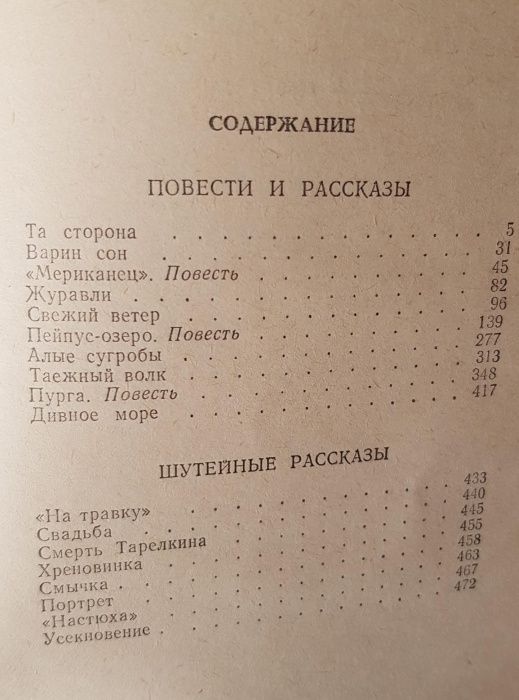 СОДЕРЖАНИЕ
ПОВЕСТИ И РАССКАЗЫ
Та сторона . . . . . . . . . . . . 5
Варин сон . . . . . . . . . . . . 31
«Мериканец». Повесть . . . . . . . . 45
Журавли . . . . . . . . . . . . . 82
Свежий ветер . . . . . . . . . . . 96
Пейпус-озеро. Повесть . . . . . . . 139
Алые сугробы . . . . . . . . . . . 277
Таежный волк . . . . . . . . . . . 313
Пурга. Повесть . . . . . . . . . . 348
Дивное море . . . . . . . . . . . 417
ШУТЕЙНЫЕ РАССКАЗЫ
«На травку» . . . . . . . . . . . 433
Свадьба . . . . . . . . . . . . . 440
Смерть Тарелкина . . . . . . . . . 445
Хреновинка . . . . . . . . . . . . 455
Смычка . . . . . . . . . . . . . 458
Портрет . . . . . . . . . . . . . 463
«Настюха» . . . . . . . . . . . . 467
Усекновение . . . . . . . . . . . 472